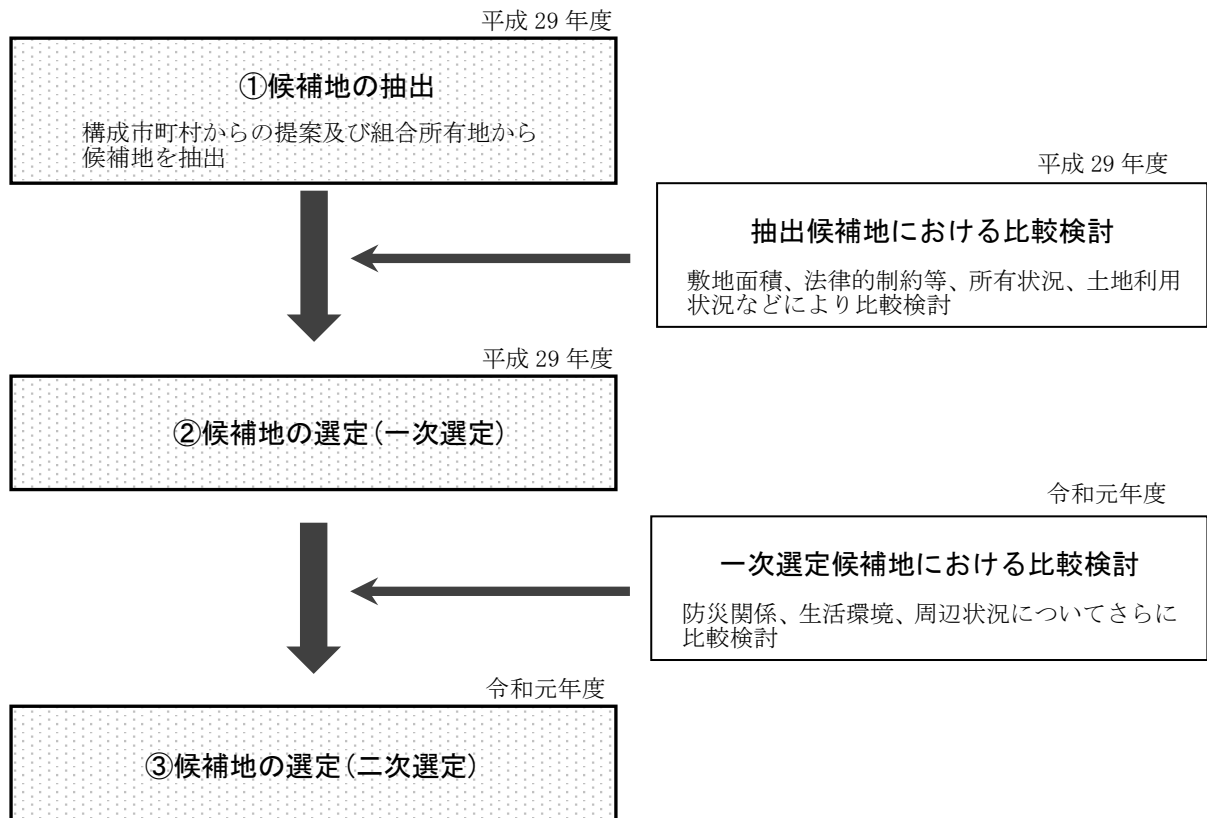 平成 29 年度
①候補地の抽出
構成市町村からの提案及び組合所有地から
候補地を抽出
平成 29 年度
抽出候補地における比較検討
敷地面積、法律的制約等、所有状況、土地利用
状況などにより比較検討
平成 29 年度
②候補地の選定(一次選定)
令和元年度
一次選定候補地における比較検討
防災関係、生活環境、周辺状況についてさらに
比較検討
令和元年度
③候補地の選定(二次選定)